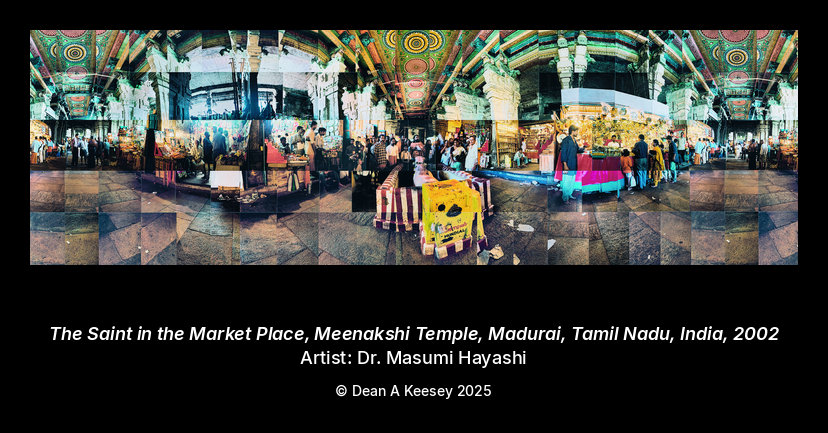 The Saint in the Market Place, Meenakshi Temple, Madurai, Tamil Nadu, India, 2002
Artist: Dr. Masumi Hayashi
© Dean A Keesey 2025